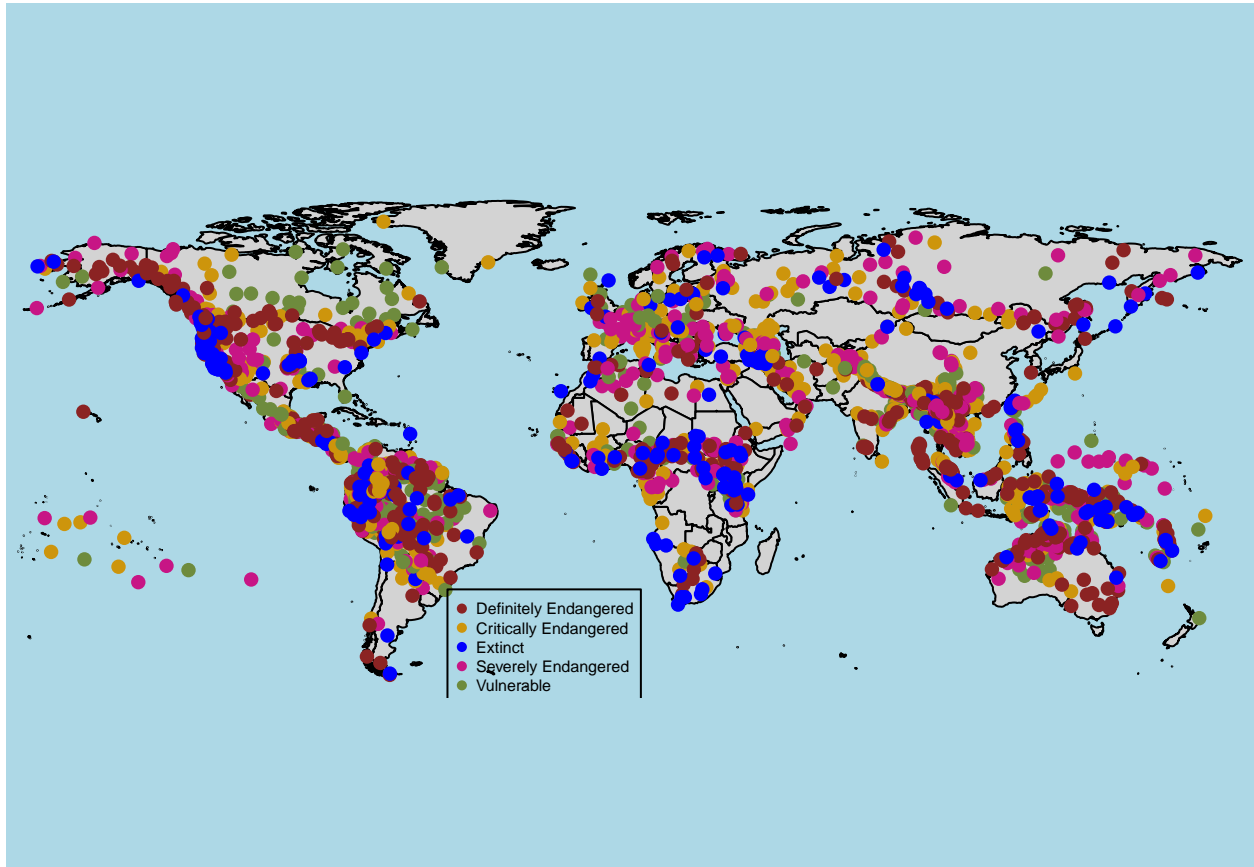 Definitely Endangered
Critically Endangered
Extinct
Severely Endangered
Vulnerable